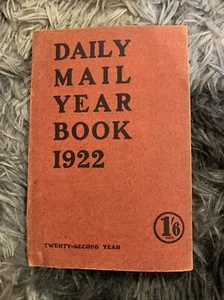 DAILY
MAIL
YEAR
BOOK
1922
1/6
TWENTY-SECOND YEAR